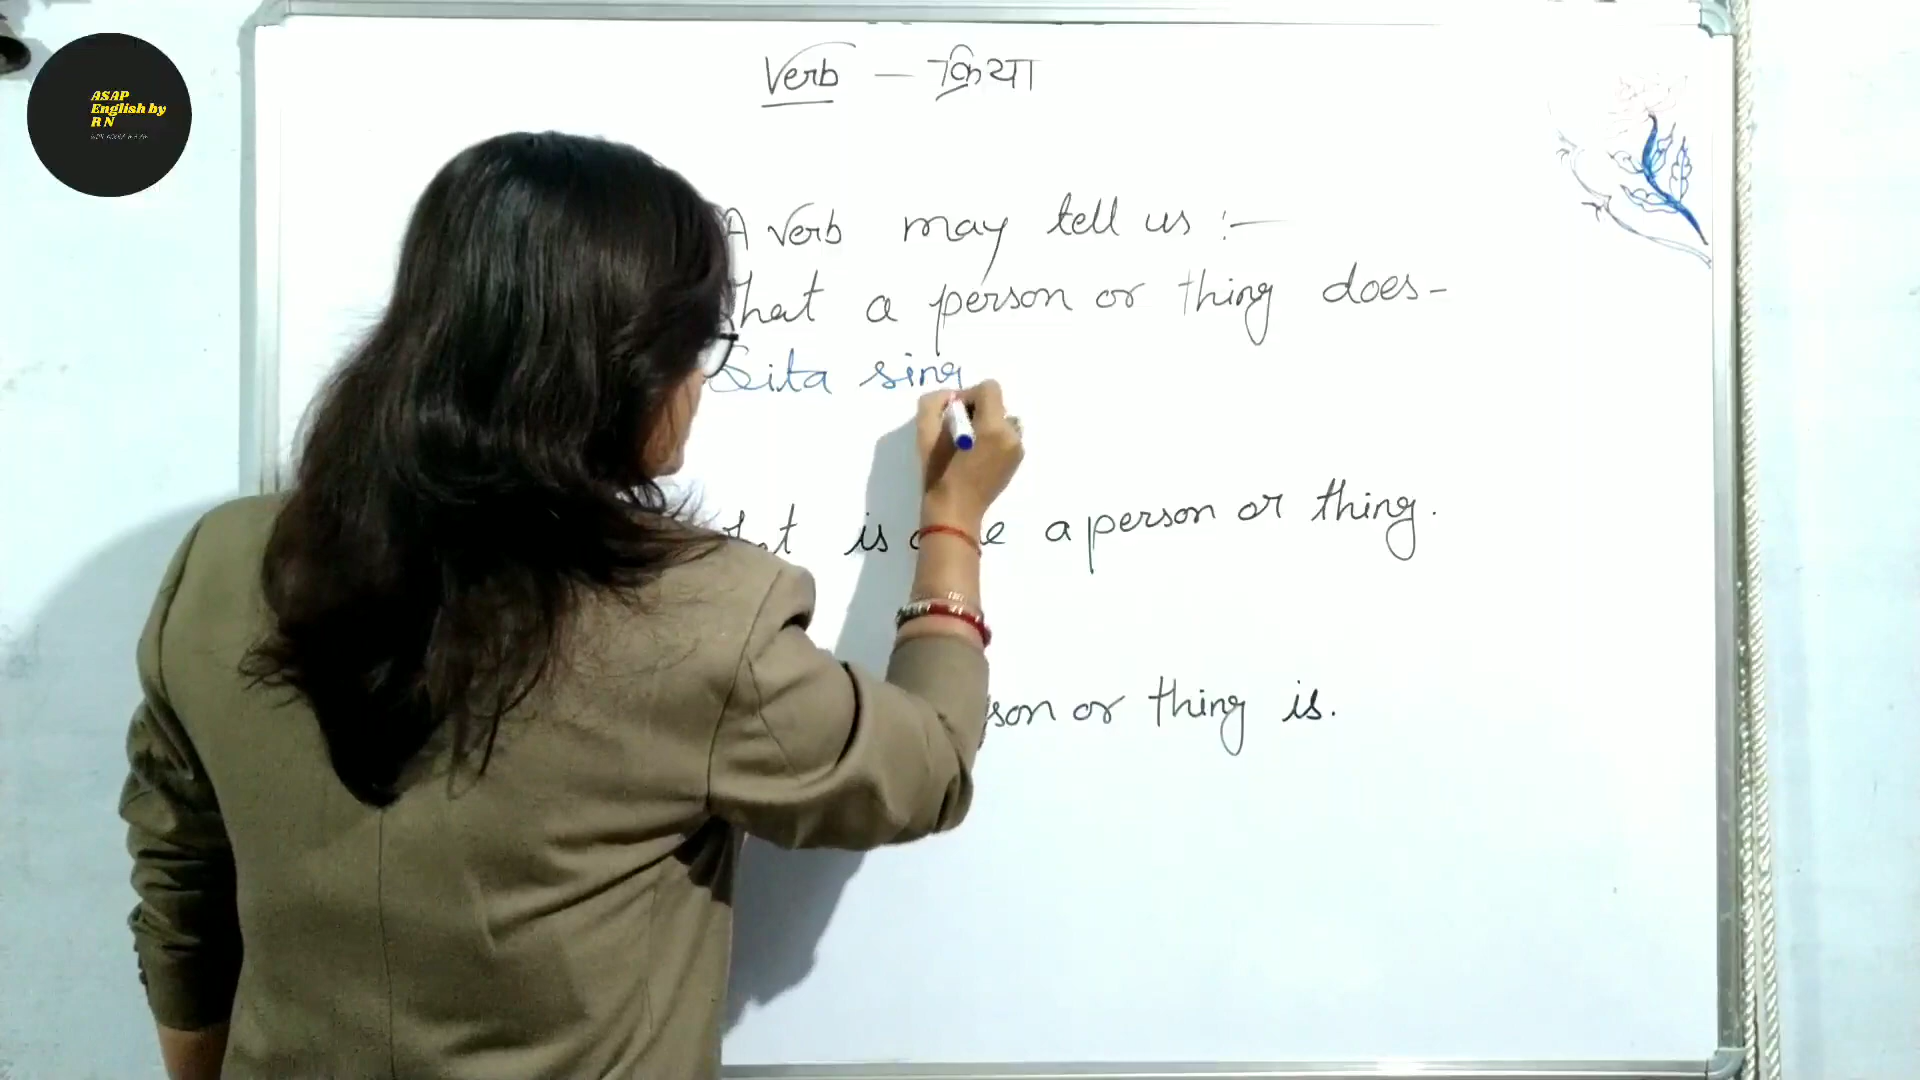 ASAP
English by
R N
Verb – क्रिया
A verb may tell us :–
that a person or thing does-
Sita sing
is a person or thing.
son or thing is.